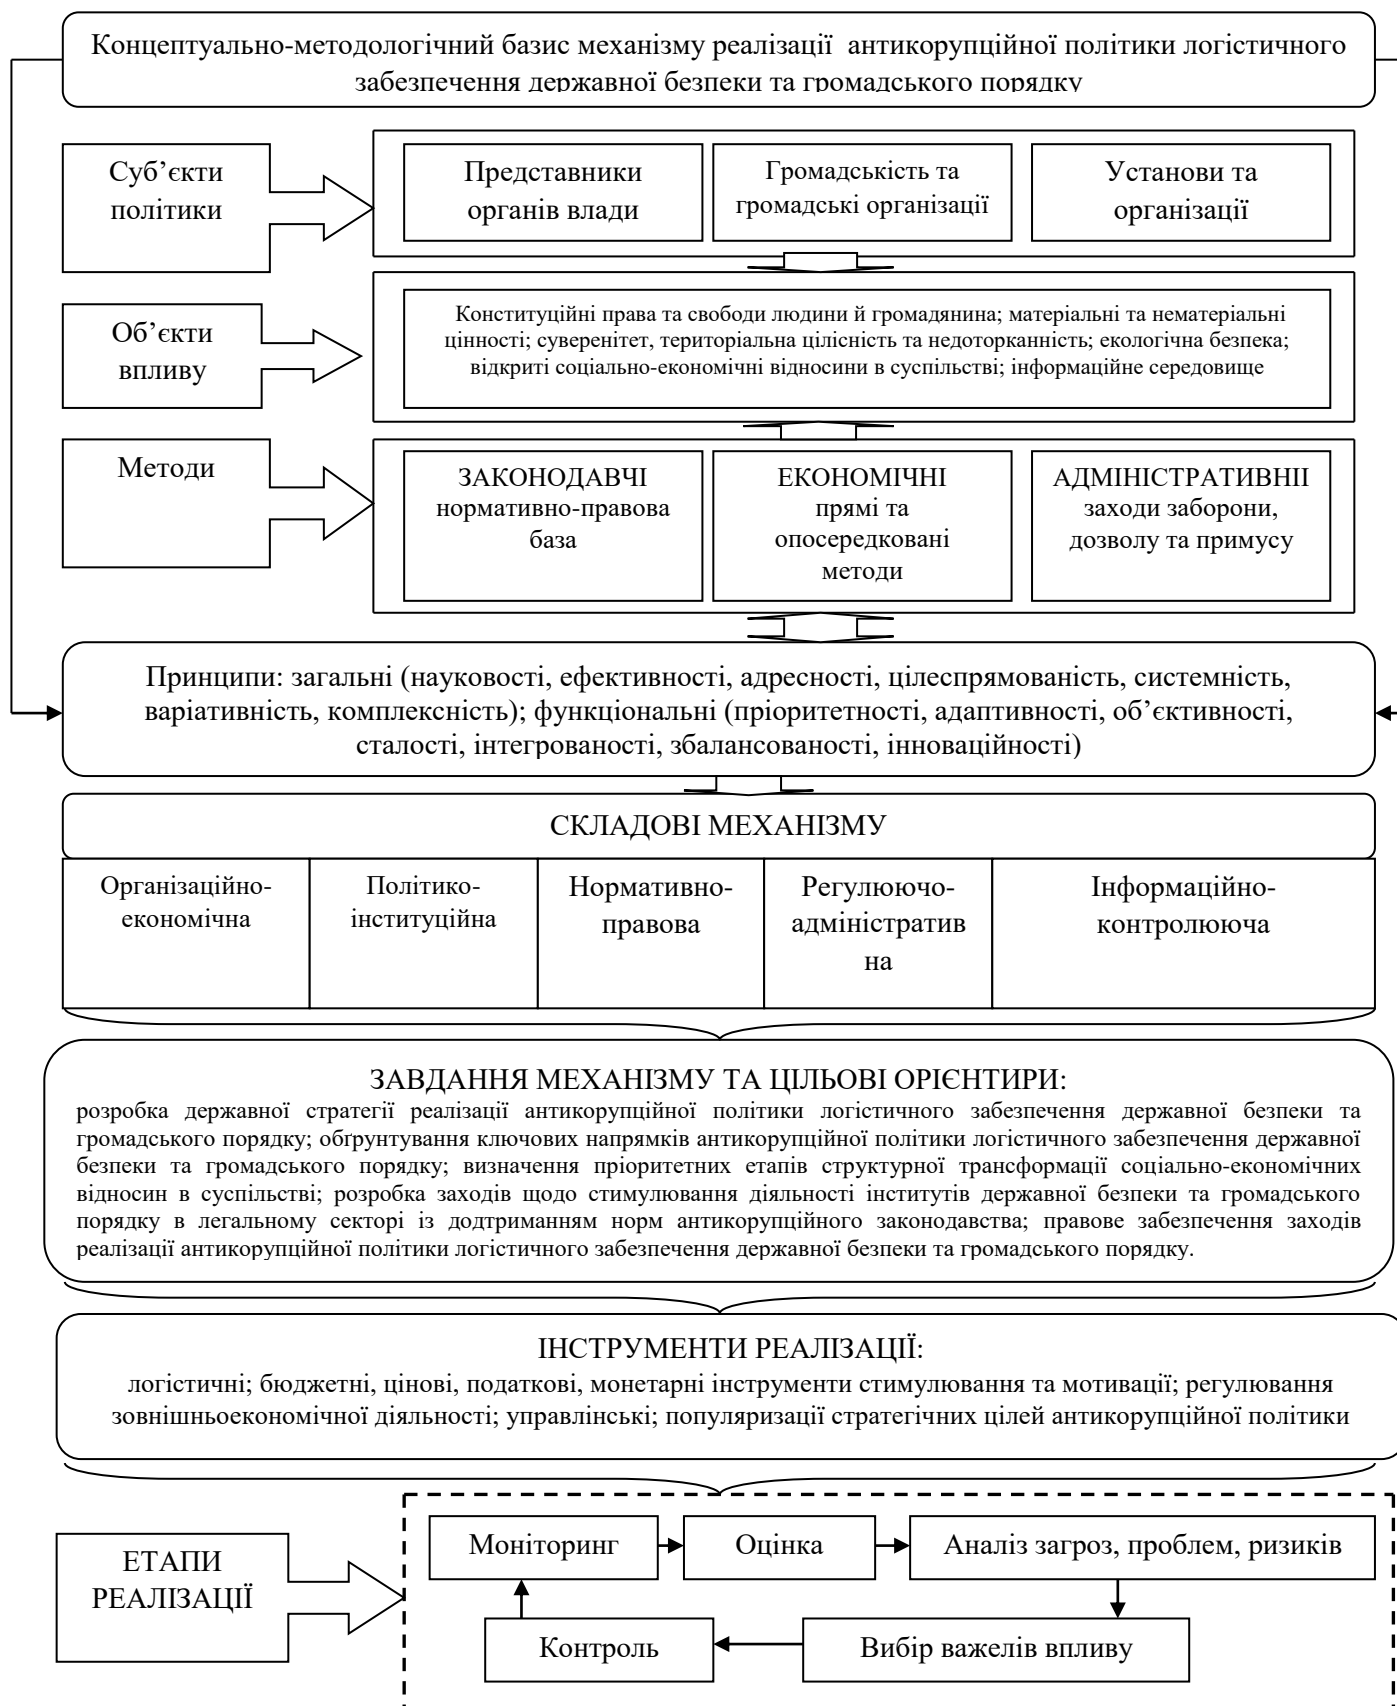 Концептуально-методологічний базис механізму реалізації антикорупційної політики логістичного
забезпечення державної безпеки та громадського порядку
Суб’єкти
політики
Представники
органів влади
Громадськість та
громадські організації
Установи та
організації
Об’єкти
впливу
Конституційні права та свободи людини й громадянина; матеріальні та нематеріальні
цінності; суверенітет, територіальна цілісність та недоторканність; екологічна безпека;
відкриті соціально-економічні відносини в суспільстві; інформаційне середовище
Методи
ЗАКОНОДАВЧІ
нормативно-правова
база
ЕКОНОМІЧНІ
прямі та
опосередковані
методи
АДМІНІСТРАТИВНІІ
заходи заборони,
дозволу та примусу
Принципи: загальні (науковості, ефективності, адресності, цілеспрямованість, системність,
варіативність, комплексність); функціональні (пріоритетності, адаптивності, об’єктивності,
сталості, інтегрованості, збалансованості, інноваційності)
СКЛАДОВІ МЕХАНІЗМУ
Організаційно-
економічна
Політико-
інституційна
Нормативно-
правова
Регулюючо-
адміністратив
на
Інформаційно-
контролююча
ЗАВДАННЯ МЕХАНІЗМУ ТА ЦІЛЬОВІ ОРІЄНТИРИ:
розробка державної стратегії реалізації антикорупційної політики логістичного забезпечення державної безпеки та
громадського порядку; обґрунтування ключових напрямків антикорупційної політики логістичного забезпечення державної
безпеки та громадського порядку; визначення пріоритетних етапів структурної трансформації соціально-економічних
відносин в суспільстві; розробка заходів щодо стимулювання діяльності інститутів державної безпеки та громадського
порядку в легальному секторі із додтриманням норм антикорупційного законодавства; правове забезпечення заходів
реалізації антикорупційної політики логістичного забезпечення державної безпеки та громадського порядку.
ІНСТРУМЕНТИ РЕАЛІЗАЦІЇ:
логістичні; бюджетні, цінові, податкові, монетарні інструменти стимулювання та мотивації; регулювання
зовнішньоекономічної діяльності; управлінські; популяризації стратегічних цілей антикорупційної політики
ЕТАПИ
РЕАЛІЗАЦІЇ
Моніторинг
Оцінка
Аналіз загроз, проблем, ризиків
Контроль
Вибір важелів впливу